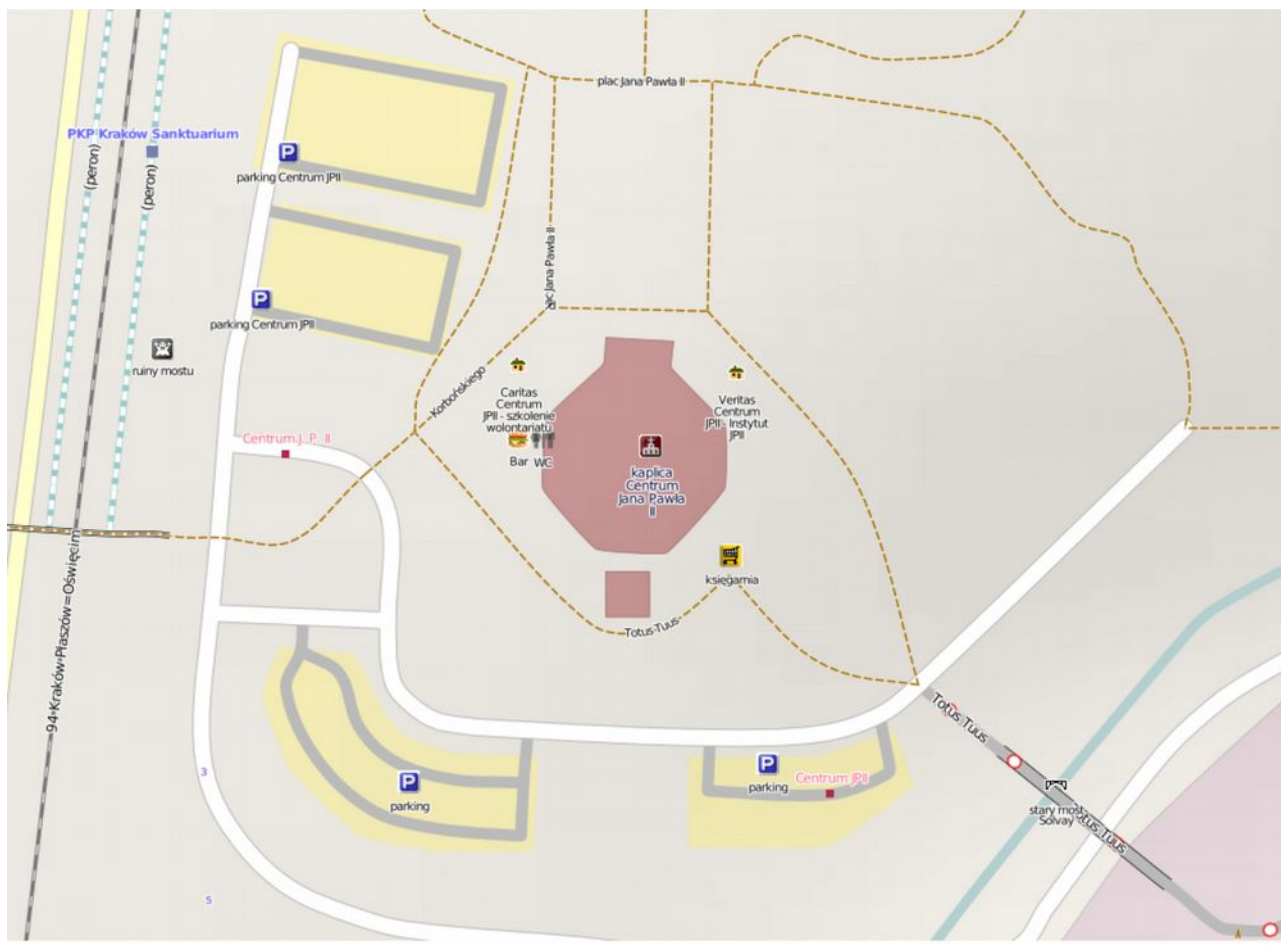 plac Jana Pawła II
PKP Kraków Sanktuarium
(peron)
(peron)
P
parking Centrum JPII
Jana Pawła II
P
parking Centrum JPII
ruiny mostu
Korbońskiego
Caritas
Centrum
JPII - szkolenie
wolontariatu
Veritas
Centrum
JPII - Instytut
JPII
Centrum J. P. II
Bar WC
kaplica
Centrum
Jana Pawła
II
księgarnia
Totus Tuus
94 Kraków Płaszów = Oświęcim
Totus Tuus
3
P
parking
P
parking
Centrum JPII
stary most
Solvay
Totus Tuus
5